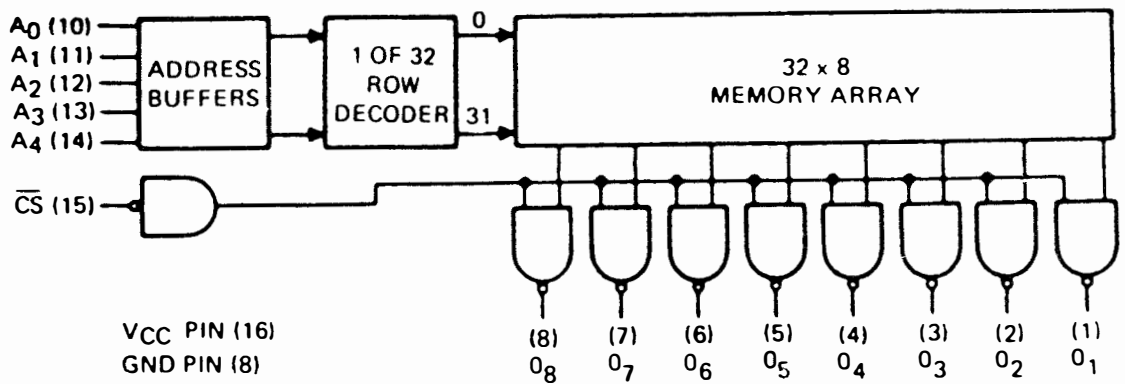 A0 (10)
A1 (11)
A2 (12)
A3 (13)
A4 (14)
ADDRESS
BUFFERS
1 OF 32
ROW
DECODER
0
31
32 x 8
MEMORY ARRAY
CS (15)
(8) (7) (6) (5) (4) (3) (2) (1)
O8 O7 O6 O5 O4 O3 O2 O1
VCC PIN (16)
GND PIN (8)